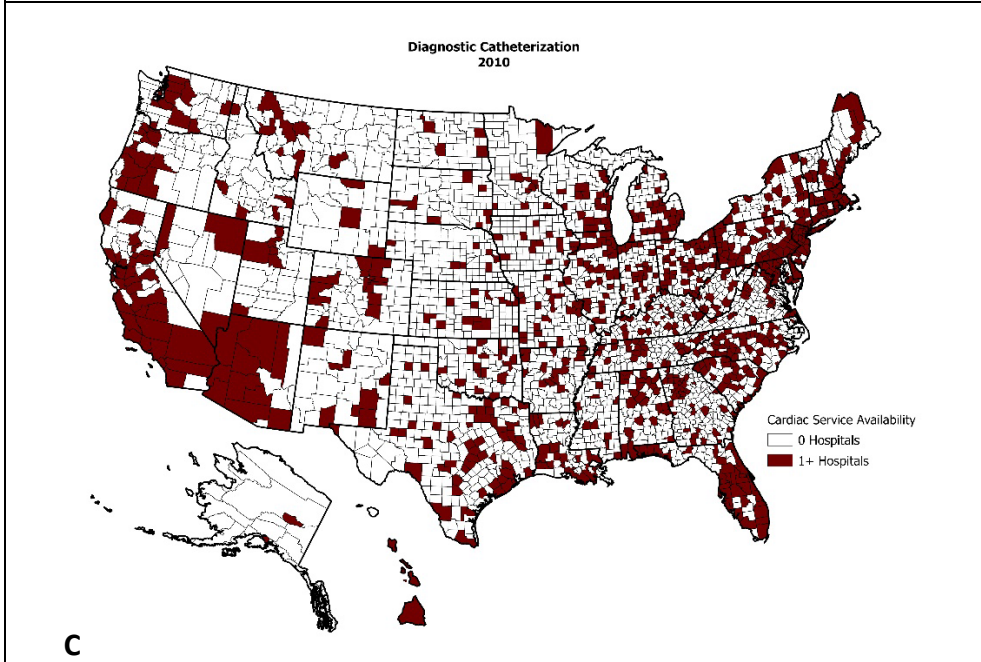 Diagnostic Catheterization
2010
Cardiac Service Availability
0 Hospitals
1+ Hospitals
C